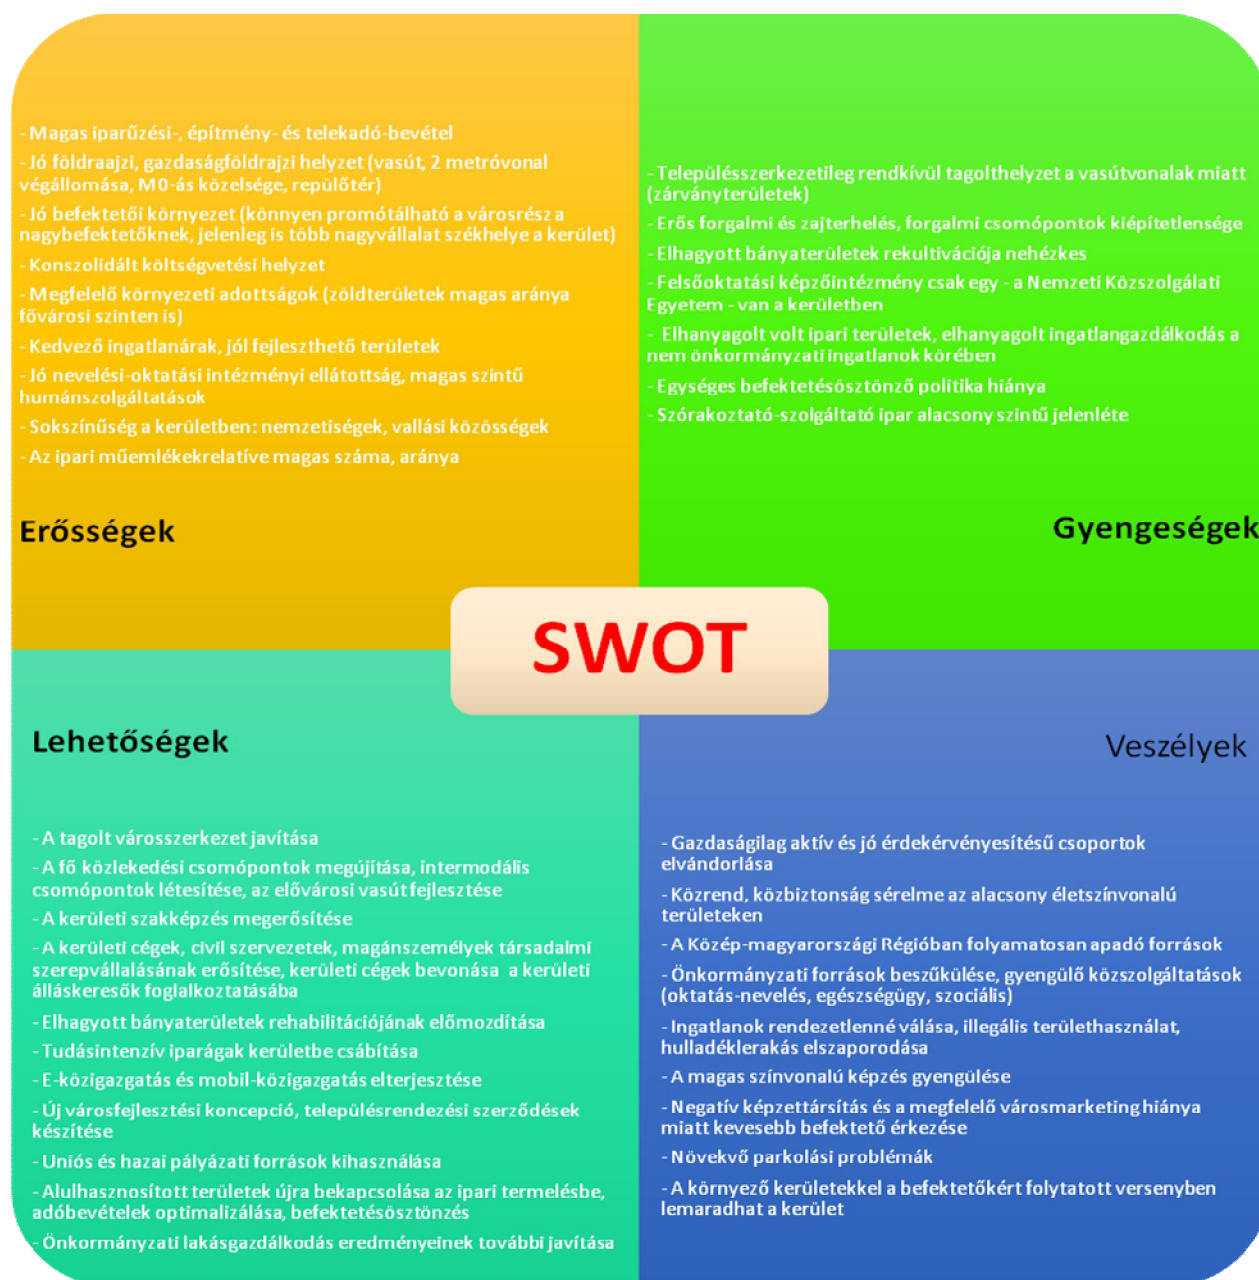 - Magas iparűzési-, építmény- és telekadó-bevétel
- Jó földraajzi, gazdaságföldrajzi helyzet (vasút, 2 metróvonal
végállomása, M0-ás közelsége, repülőtér)
- Jó befektetői környezet (könnyen promótálható a városrész a
nagybefektetőknek, jelenleg is több nagyvállalat székhelye a kerület)
- Konszolidált költségvetési helyzet
- Megfelelő környezeti adottságok (zöldterületek magas aránya
fővárosi szinten is)
- Kedvező ingatlanárak, jól fejleszthető területek
- Jó nevelési-oktatási intézményi ellátottság, magas szintű
humánszolgáltatások
- Sokszínűség a kerületben: nemzetiségek, vallási közösségek
- Az ipari műemlékekrelatíve magas száma, aránya
Erősségek
- Településszerkezetileg rendkívül tagolthelyzet a vasútvonalak miatt
(zárványterületek)
- Erős forgalmi és zajterhelés, forgalmi csomópontok kiépítetlensége
- Elhagyott bányaterületek rekultivációja nehézkes
- Felsőoktatási képzőintézmény csak egy - a Nemzeti Közszolgálati
Egyetem - van a kerületben
- Elhanyagolt volt ipari területek, elhanyagolt ingatlangazdálkodás a
nem önkormányzati ingatlanok körében
- Egységes befektetésösztönző politika hiánya
- Szórakoztató-szolgáltató ipar alacsony szintű jelenléte
Gyengeségek
SWOT
Lehetőségek
- A tagolt városszerkezet javítása
- A fő közlekedési csomópontok megújítása, intermodális
csomópontok létesítése, az elővárosi vasút fejlesztése
- A kerületi szakképzés megerősítése
- A kerületi cégek, civil szervezetek, magánszemélyek társadalmi
szerepvállalásának erősítése, kerületi cégek bevonása a kerületi
álláskeresők foglalkoztatásába
- Elhagyott bányaterületek rehabilitációjának előmozdítása
- Tudásintenzív iparágak kerületbe csábítása
- E-közigazgatás és mobil-közigazgatás elterjesztése
- Új városfejlesztési koncepció, településrendezési szerződések
készítése
- Uniós és hazai pályázati források kihasználása
- Alulhasznosított területek újra bekapcsolása az ipari termelésbe,
adóbevételek optimalizálása, befektetésösztönzés
- Önkormányzati lakásgazdálkodás eredményeinek további javítása
Veszélyek
- Gazdaságilag aktív és jó érdekérvényesítésű csoportok
elvándorlása
- Közrend, közbiztonság sérelme az alacsony életszínvonalú
területeken
- A Közép-magyarországi Régióban folyamatosan apadó források
- Önkormányzati források beszűkülése, gyengülő közszolgáltatások
(oktatás-nevelés, egészségügy, szociális)
- Ingatlanok rendezetlenné válása, illegális területhasználat,
hulladéklerakás elszaporodása
- A magas színvonalú képzés gyengülése
- Negatív képzettársítás és a megfelelő városmarketing hiánya
miatt kevesebb befektető érkezése
- Növekvő parkolási problémák
- A környező kerületekkel a befektetőkért folytatott versenyben
lemaradhat a kerület